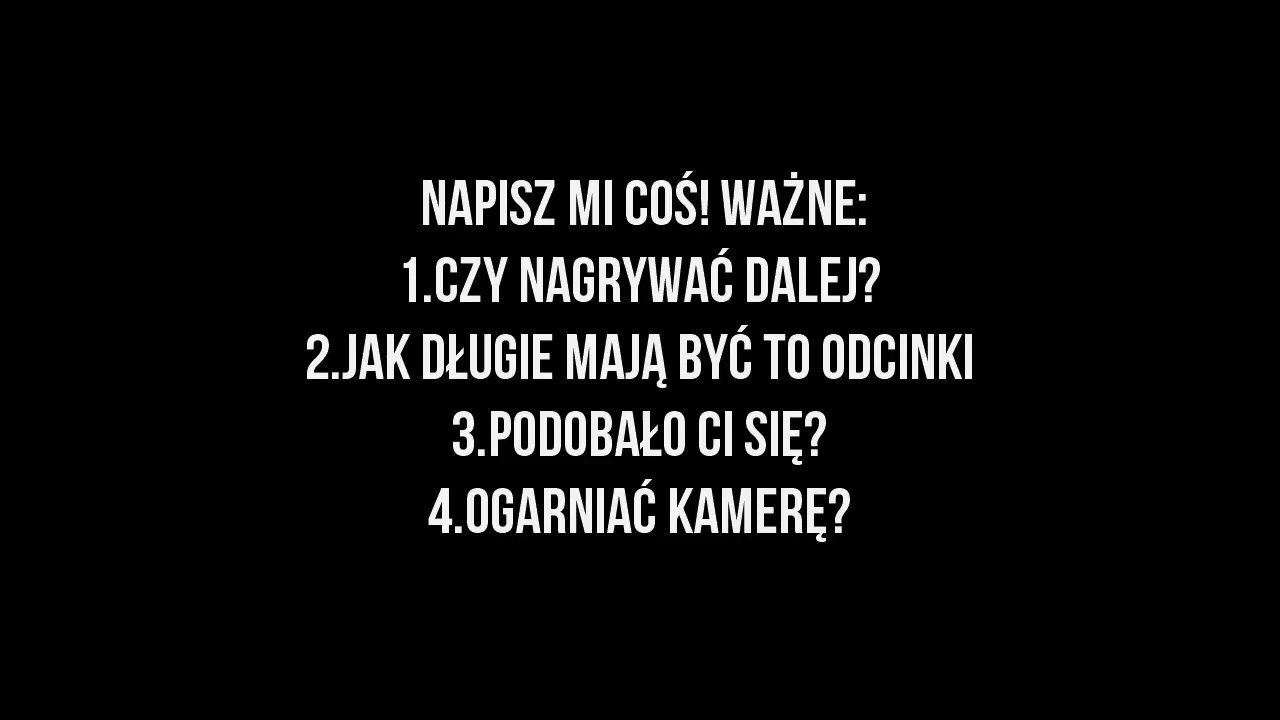 NAPISZ MI COŚ! WAŻNE:
1.CZY NAGRYWAĆ DALEJ?
2.JAK DŁUGIE MAJĄ BYĆ TO ODCINKI
3.PODOBAŁO CI SIĘ?
4.OGARNIAĆ KAMERĘ?